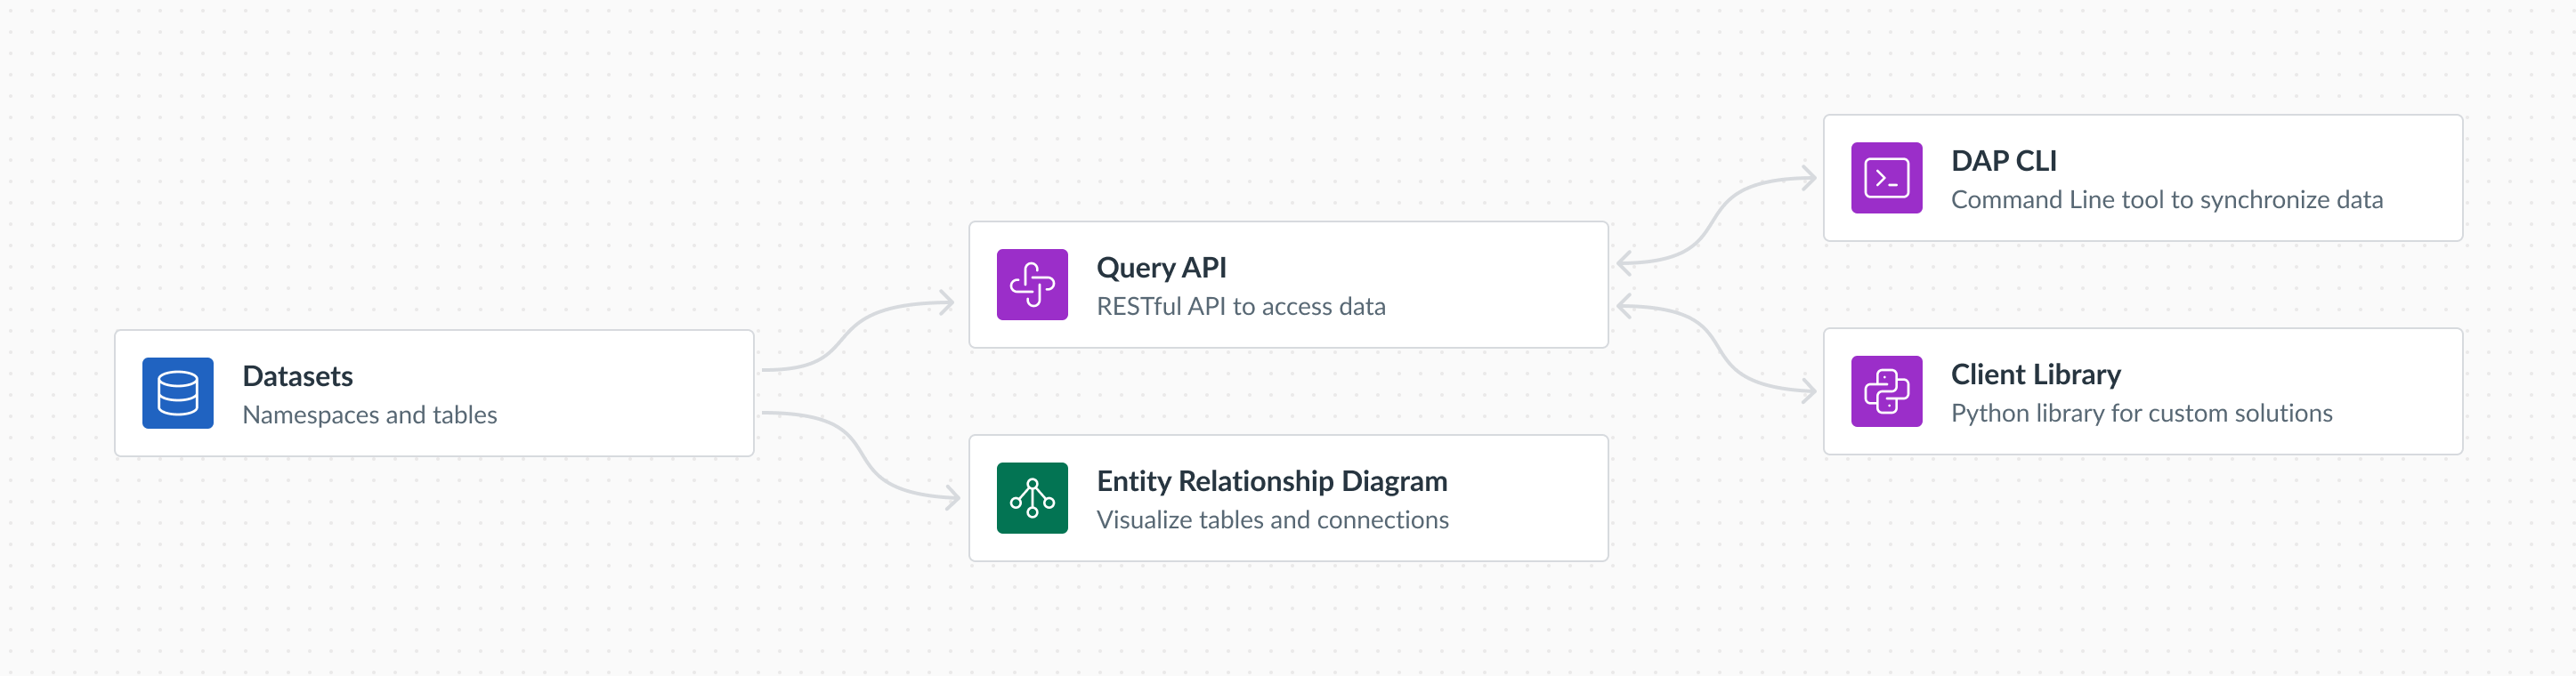 Datasets
Namespaces and tables
Query API
RESTful API to access data
Entity Relationship Diagram
Visualize tables and connections
DAP CLI
Command Line tool to synchronize data
Client Library
Python library for custom solutions